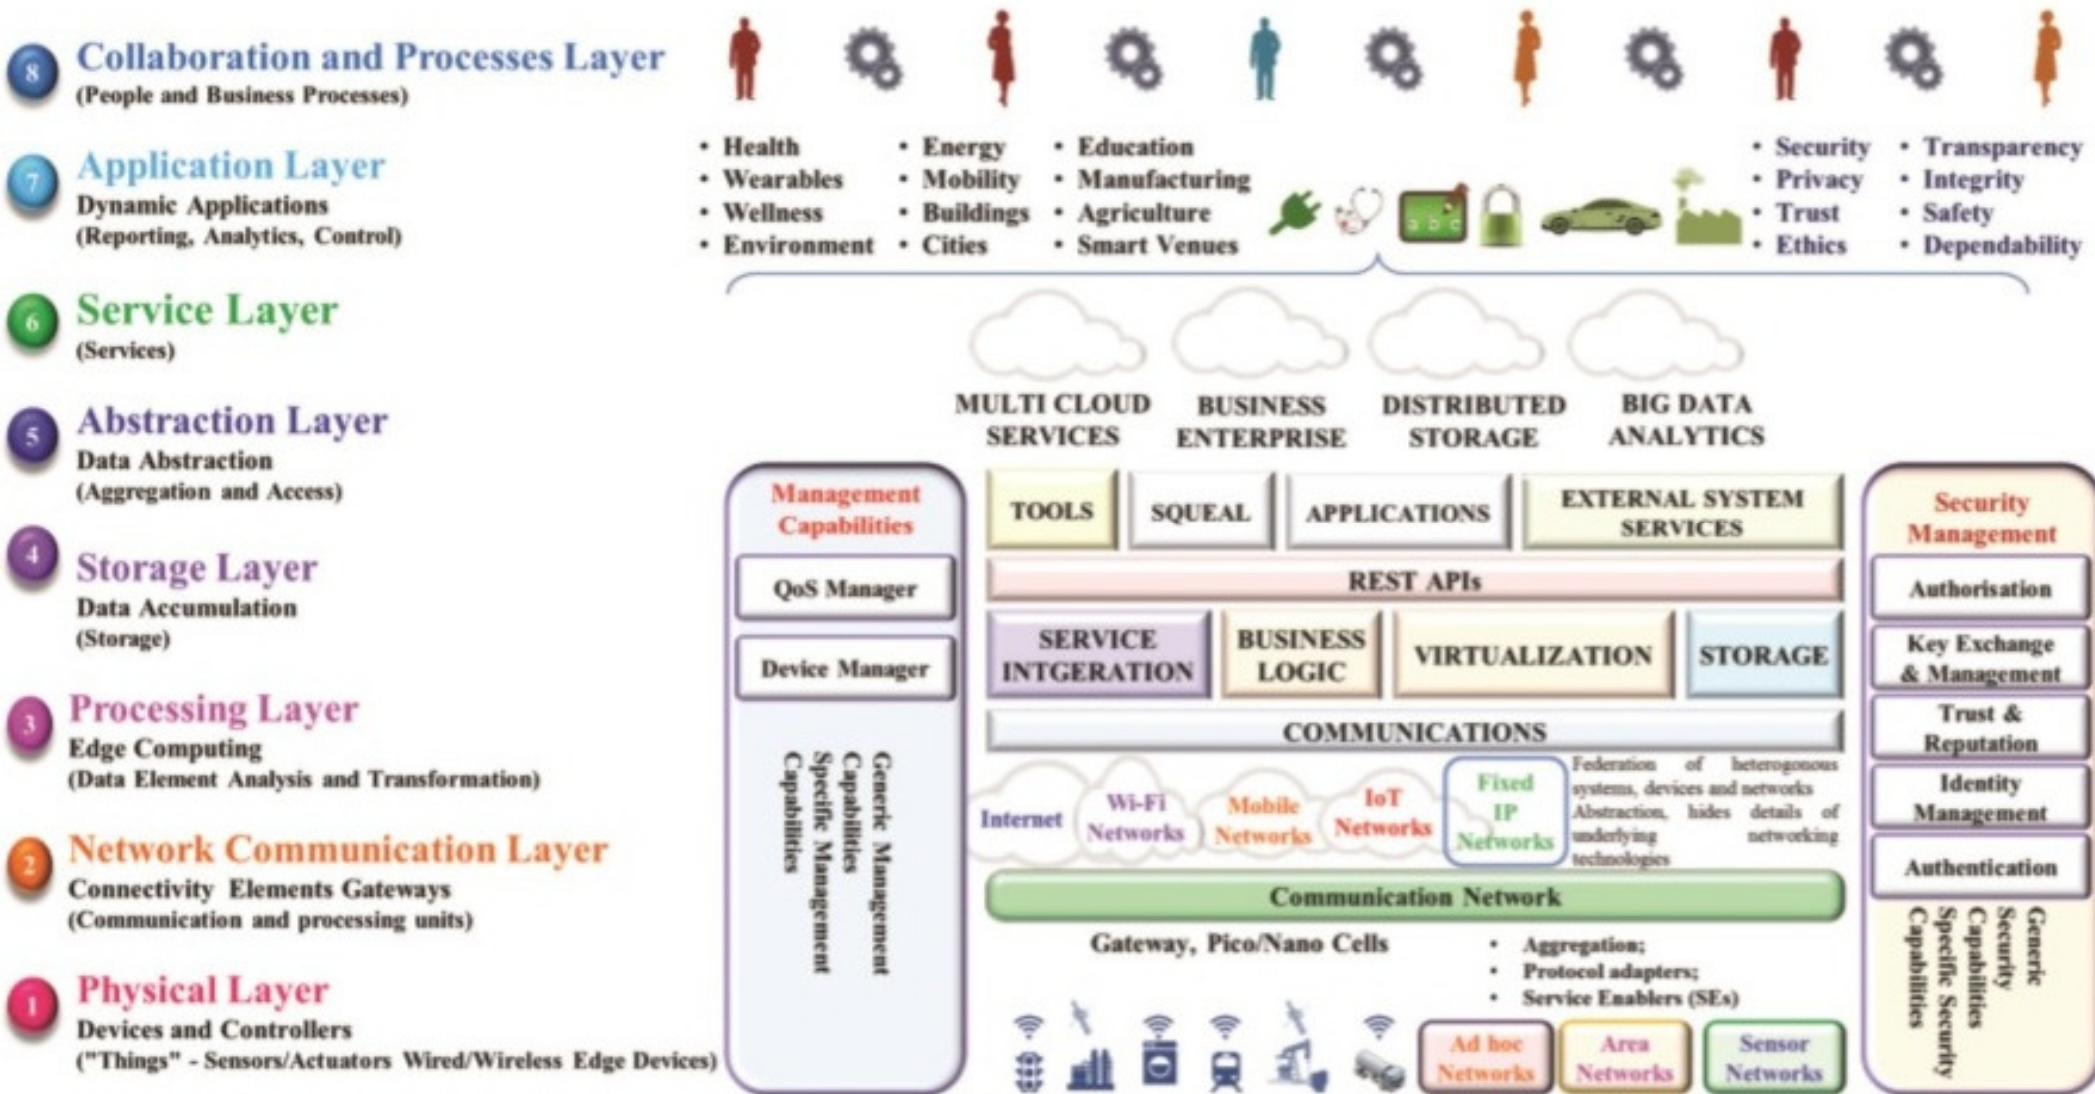 8
Collaboration and Processes Layer
(People and Business Processes)
7
Application Layer
Dynamic Applications
(Reporting, Analytics, Control)
6
Service Layer
(Services)
5
Abstraction Layer
Data Abstraction
(Aggregation and Access)
4
Storage Layer
Data Accumulation
(Storage)
3
Processing Layer
Edge Computing
(Data Element Analysis and Transformation)
2
Network Communication Layer
Connectivity Elements Gateways
(Communication and processing units)
1
Physical Layer
Devices and Controllers
("Things" - Sensors/Actuators Wired/Wireless Edge Devices)
• Health
• Wearables
• Wellness
• Environment
• Energy
• Mobility
• Buildings
• Cities
• Education
• Manufacturing
• Agriculture
• Smart Venues
a b c
• Security
• Privacy
• Trust
• Ethics
• Transparency
• Integrity
• Safety
• Dependability
MULTI CLOUD
SERVICES
BUSINESS
ENTERPRISE
DISTRIBUTED
STORAGE
BIG DATA
ANALYTICS
Management
Capabilities
QoS Manager
Device Manager
Generic Management
Capabilities
Specific Management
Capabilities
TOOLS
SQUEAL
APPLICATIONS
EXTERNAL SYSTEM
SERVICES
REST APIs
SERVICE
INTGERATION
BUSINESS
LOGIC
VIRTUALIZATION
STORAGE
COMMUNICATIONS
Internet
Wi-Fi
Networks
Mobile
Networks
IoT
Networks
Fixed
IP
Networks
Federation of heterogonous
systems, devices and networks
Abstraction, hides details of
underlying networking
technologies
Communication Network
Gateway, Pico/Nano Cells
• Aggregation;
• Protocol adapters;
• Service Enablers (SEs)
Ad hoc
Networks
Area
Networks
Sensor
Networks
Security
Management
Authorisation
Key Exchange
& Management
Trust &
Reputation
Identity
Management
Authentication
Generic
Security
Capabilities
Specific Security
Capabilities